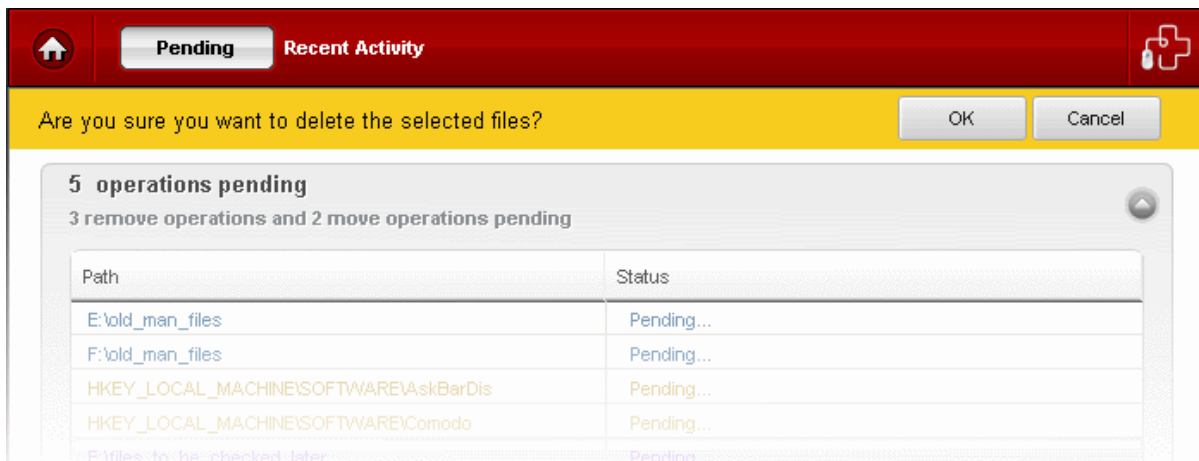 Pending Recent Activity
Are you sure you want to delete the selected files? OK Cancel
5 operations pending
3 remove operations and 2 move operations pending
Path Status
E:\old_man_files Pending...
F:\old_man_files Pending...
HKEY_LOCAL_MACHINE\SOFTWARE\AskBarDis Pending...
HKEY_LOCAL_MACHINE\SOFTWARE\Comodo Pending...
E:\files_to_be_checked_later Pending...